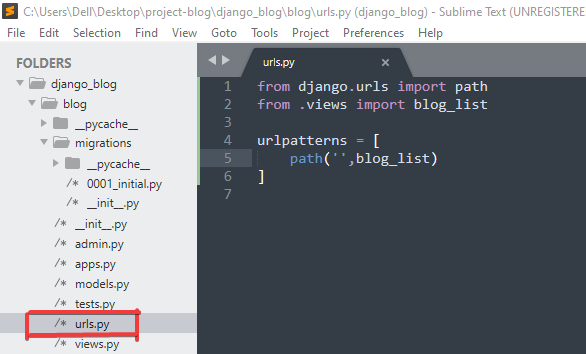 C:\Users\Dell\Desktop\project-blog\django_blog\blog\urls.py (django_blog) - Sublime Text (UNREGISTERE
File Edit Selection Find View Goto Tools Project Preferences Help
FOLDERS
django_blog
blog
__pycache__
migrations
__pycache__
/* 0001_initial.py
/* __init__.py
/* __init__.py
/* admin.py
/* apps.py
/* models.py
/* tests.py
/* urls.py
/* views.py
urls.py ×
1 from django.urls import path
2 from .views import blog_list
3
4 urlpatterns = [
5     path('',blog_list)
6 ]
7